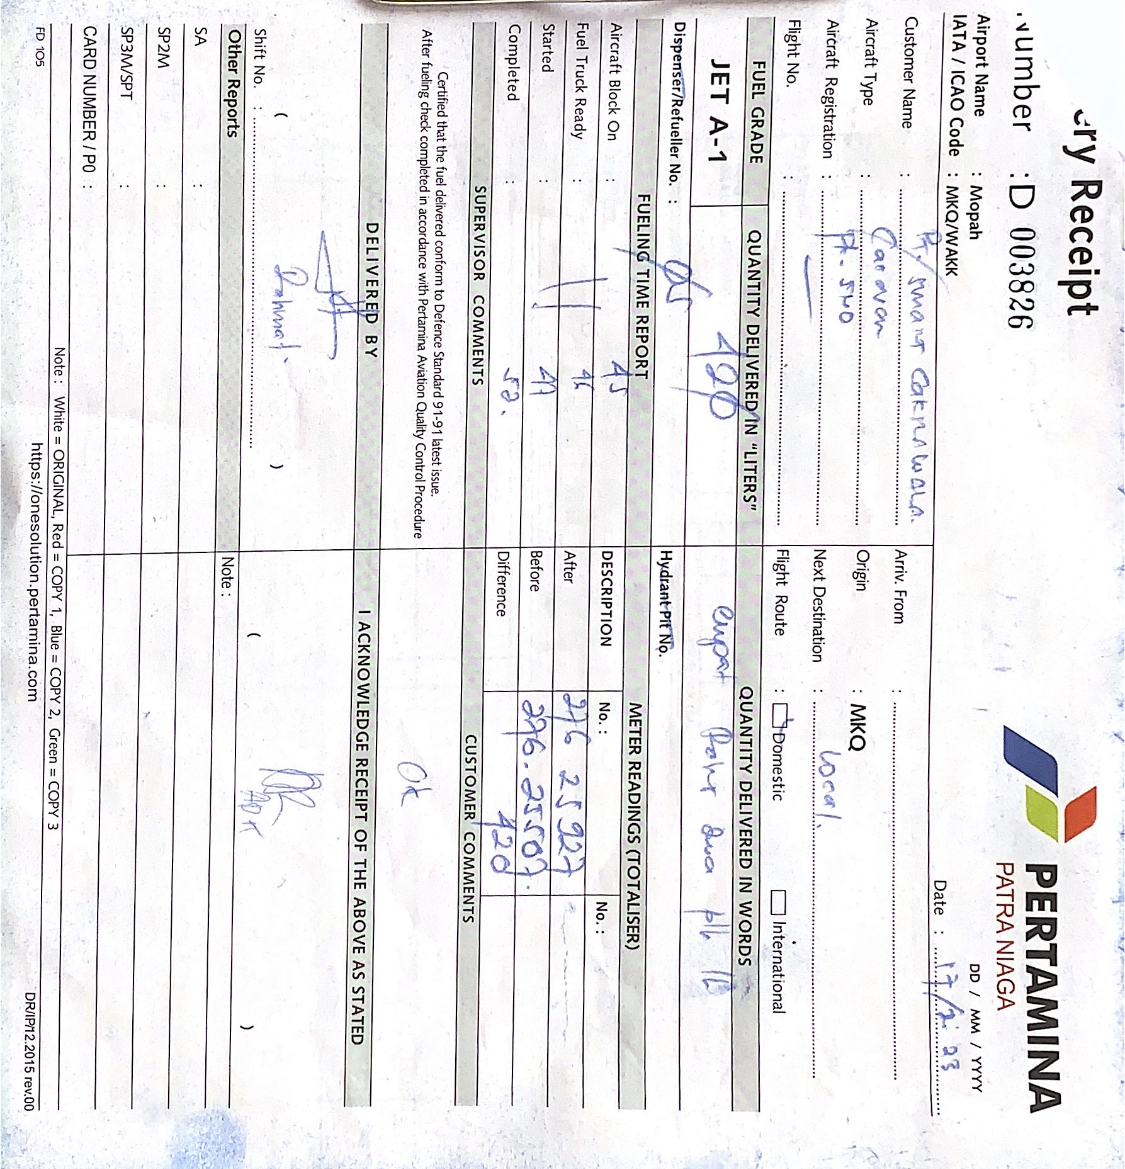 ery Receipt
PERTAMINA
PATRA NIAGA
Number : D 003826
Airport Name : Mopah
DD / MM / YYYY
IATA / ICAO Code : MKQ/WAKK
Date : 17/2 23
Customer Name : PT/ smart Cakrawala.
Arriv. From :
Aircraft Type : Caravan
Origin : MKQ
Aircraft Registration : PK. SNO
Next Destination : Local.
Flight No. : —
Flight Route : Domestic International
FUEL GRADE QUANTITY DELIVERED IN "LITERS" QUANTITY DELIVERED IN WORDS
JET A-1 420 empat Dua
Dispenser/Refueller No. : 05 Hydrant Pit No.
FUELING TIME REPORT METER READINGS (TOTALISER)
Aircraft Block On : 45 DESCRIPTION No. : No. :
Fuel Truck Ready : 46 After 276 25 927
Started : 47 Before 276.25.507.
Completed : 52. Difference 420
SUPERVISOR COMMENTS CUSTOMER COMMENTS
Certified that the fuel delivered conform to Defence Standard 91-91 latest issue.
After fueling check completed in accordance with Pertamina Aviation Quality Control Procedure
OK
DELIVERED BY I ACKNOWLEDGE RECEIPT OF THE ABOVE AS STATED
( Rahmat. ) ( )
Shift No. :
Other Reports Note :
SA :
SP2M :
SP3M/SPT :
CARD NUMBER / PO :
Note : White = ORIGINAL, Red = COPY 1, Blue = COPY 2, Green = COPY 3
FD 105 https://onesolution.pertamina.com DR/IP/12.2015 rev.00